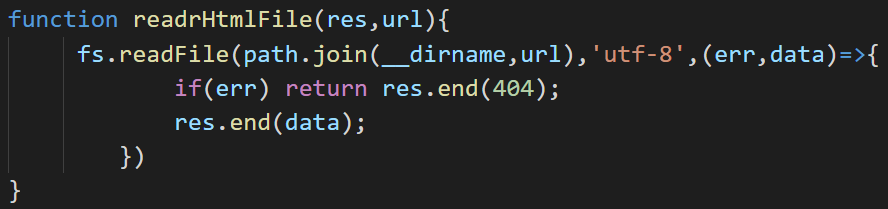 function readrHtmlFile(res,url){
fs.readFile(path.join(__dirname,url),'utf-8',(err,data)=>{
if(err) return res.end(404);
res.end(data);
})
}